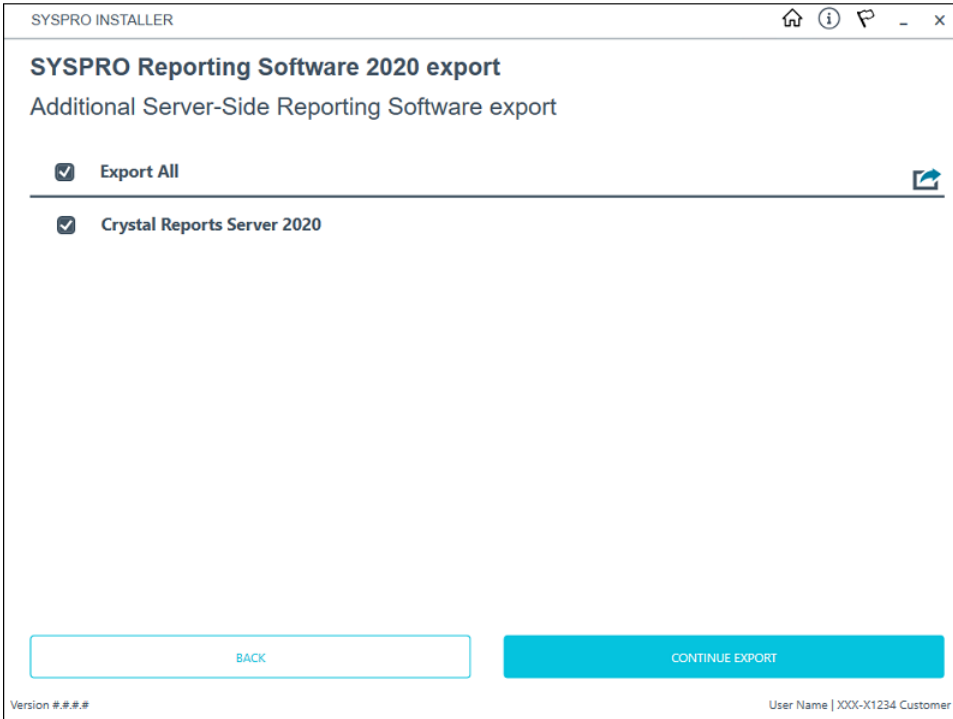 SYSPRO INSTALLER
SYSPRO Reporting Software 2020 export
Additional Server-Side Reporting Software export
Export All
Crystal Reports Server 2020
BACK
CONTINUE EXPORT
Version #.#.#.#
User Name | XXX-X1234 Customer